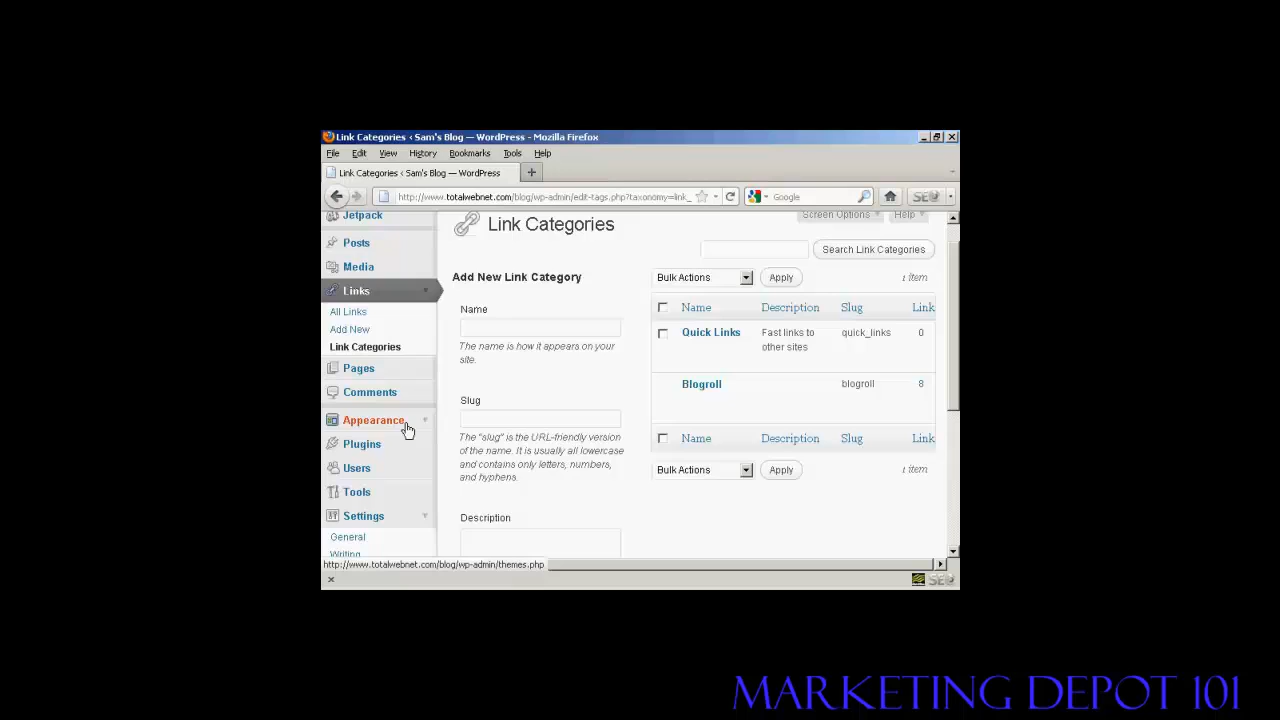 Link Categories ‹ Sam's Blog — WordPress - Mozilla Firefox
File Edit View History Bookmarks Tools Help
Link Categories ‹ Sam's Blog — WordPress
http://www.totalwebnet.com/blog/wp-admin/edit-tags.php?taxonomy=link_
Google
SE
Jetpack
Posts
Media
Links
All Links
Add New
Link Categories
Pages
Comments
Appearance
Plugins
Users
Tools
Settings
General
Writing
Link Categories
Screen Options
Help
Search Link Categories
Add New Link Category
Name
The name is how it appears on your
site.
Slug
The "slug" is the URL-friendly version
of the name. It is usually all lowercase
and contains only letters, numbers,
and hyphens.
Description
Bulk Actions Apply 1 item
Name Description Slug Link
Quick Links Fast links to quick_links 0
other sites
Blogroll blogroll 8
Name Description Slug Link
Bulk Actions Apply 1 item
http://www.totalwebnet.com/blog/wp-admin/themes.php
SE
MARKETING DEPOT 101